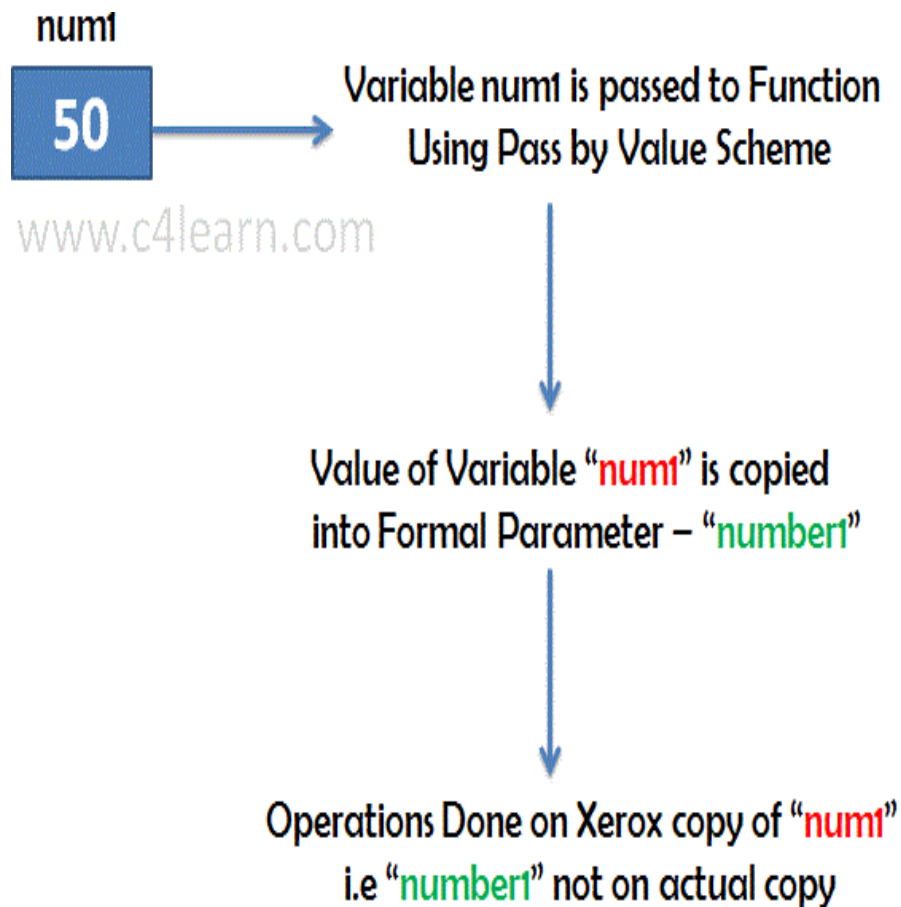 num1
50
Variable num1 is passed to Function
Using Pass by Value Scheme
www.c4learn.com
Value of Variable “num1” is copied
into Formal Parameter – “number1”
Operations Done on Xerox copy of “num1”
i.e “number1” not on actual copy